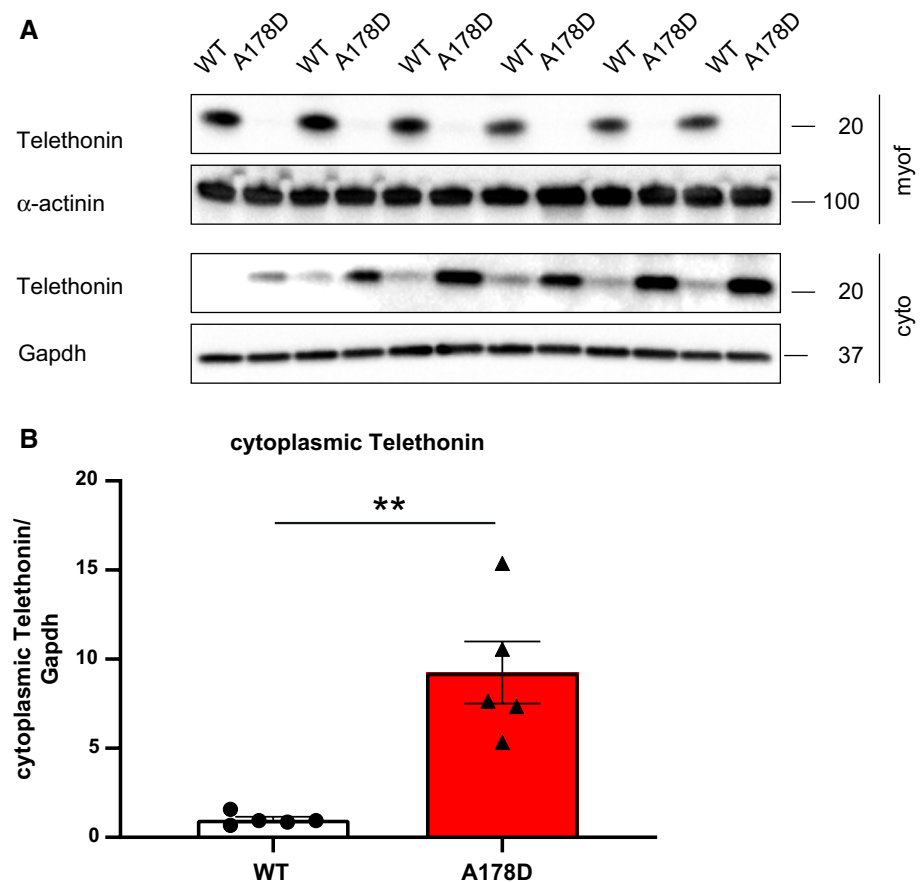 A
WT A178D WT A178D WT A178D WT A178D WT A178D WT A178D
Telethonin — 20
α-actinin — 100
myof
Telethonin — 20
Gapdh — 37
cyto
B
cytoplasmic Telethonin
20
**
15
10
5
0
cytoplasmic Telethonin/
Gapdh
WT A178D